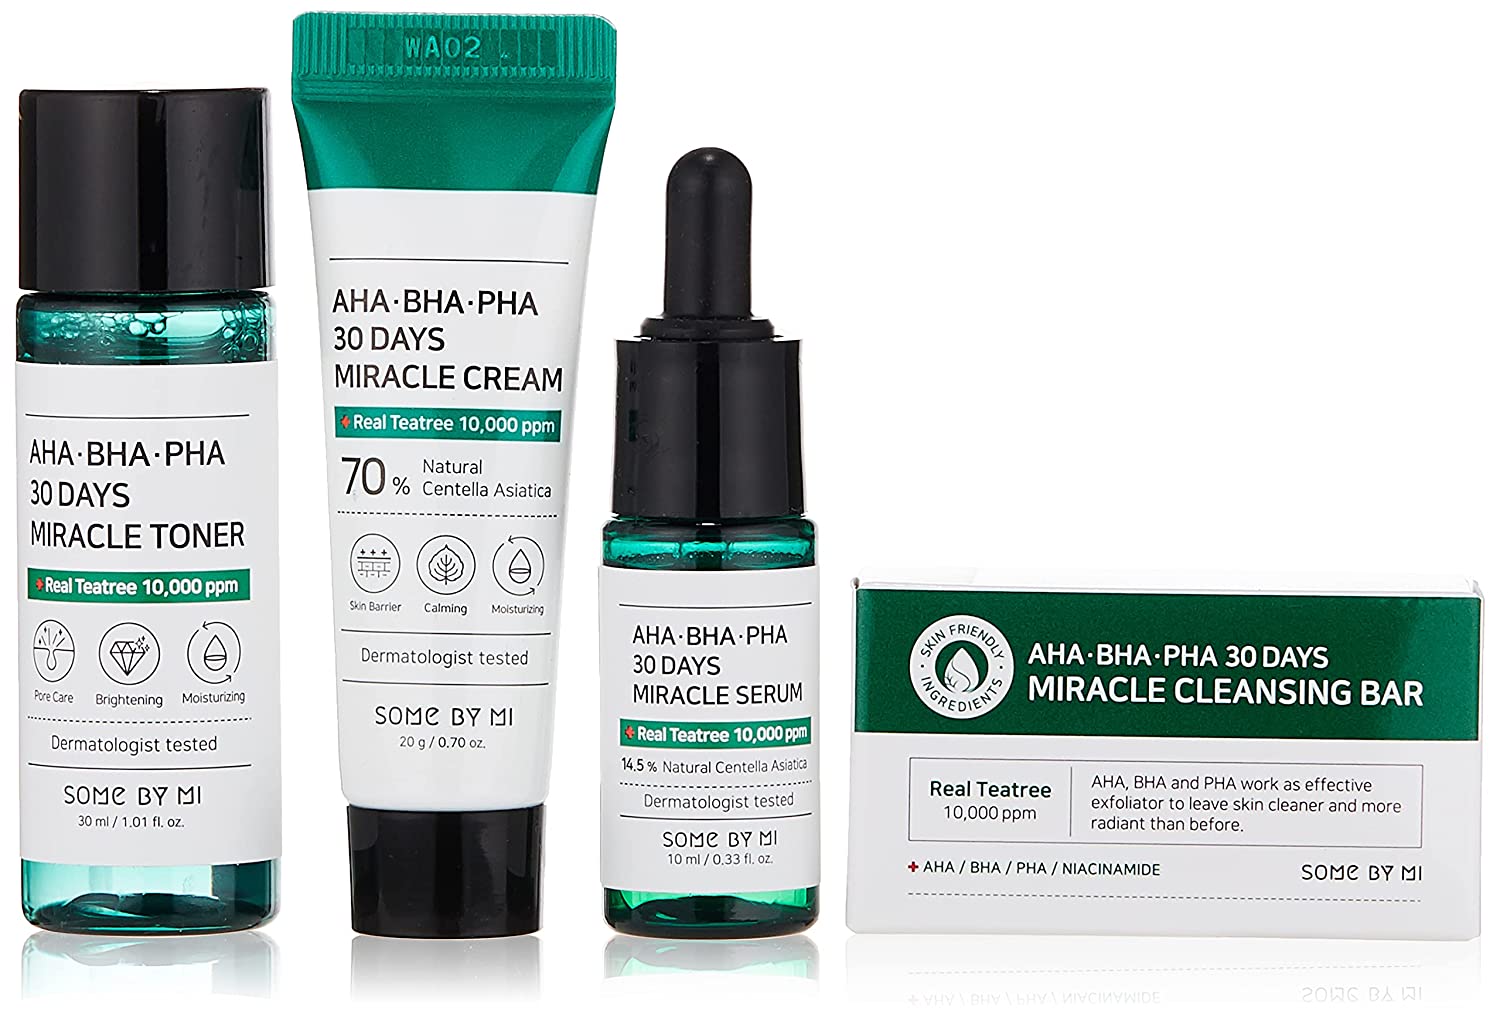 AHA·BHA·PHA
30 DAYS
MIRACLE TONER
+ Real Teatree 10,000 ppm
Pore Care Brightening Moisturizing
Dermatologist tested
SOME BY MI
30 ml / 1.01 fl. oz.
WA02
AHA·BHA·PHA
30 DAYS
MIRACLE CREAM
+ Real Teatree 10,000 ppm
70 % Natural
Centella Asiatica
Skin Barrier Calming Moisturizing
Dermatologist tested
SOME BY MI
20 g / 0.70 oz.
AHA·BHA·PHA
30 DAYS
MIRACLE SERUM
+ Real Teatree 10,000 ppm
14.5 % Natural Centella Asiatica
Dermatologist tested
SOME BY MI
10 ml / 0.33 fl. oz.
SKIN FRIENDLY · INGREDIENTS ·
AHA·BHA·PHA 30 DAYS
MIRACLE CLEANSING BAR
Real Teatree
10,000 ppm
AHA, BHA and PHA work as effective
exfoliator to leave skin cleaner and more
radiant than before.
+ AHA / BHA / PHA / NIACINAMIDE
SOME BY MI